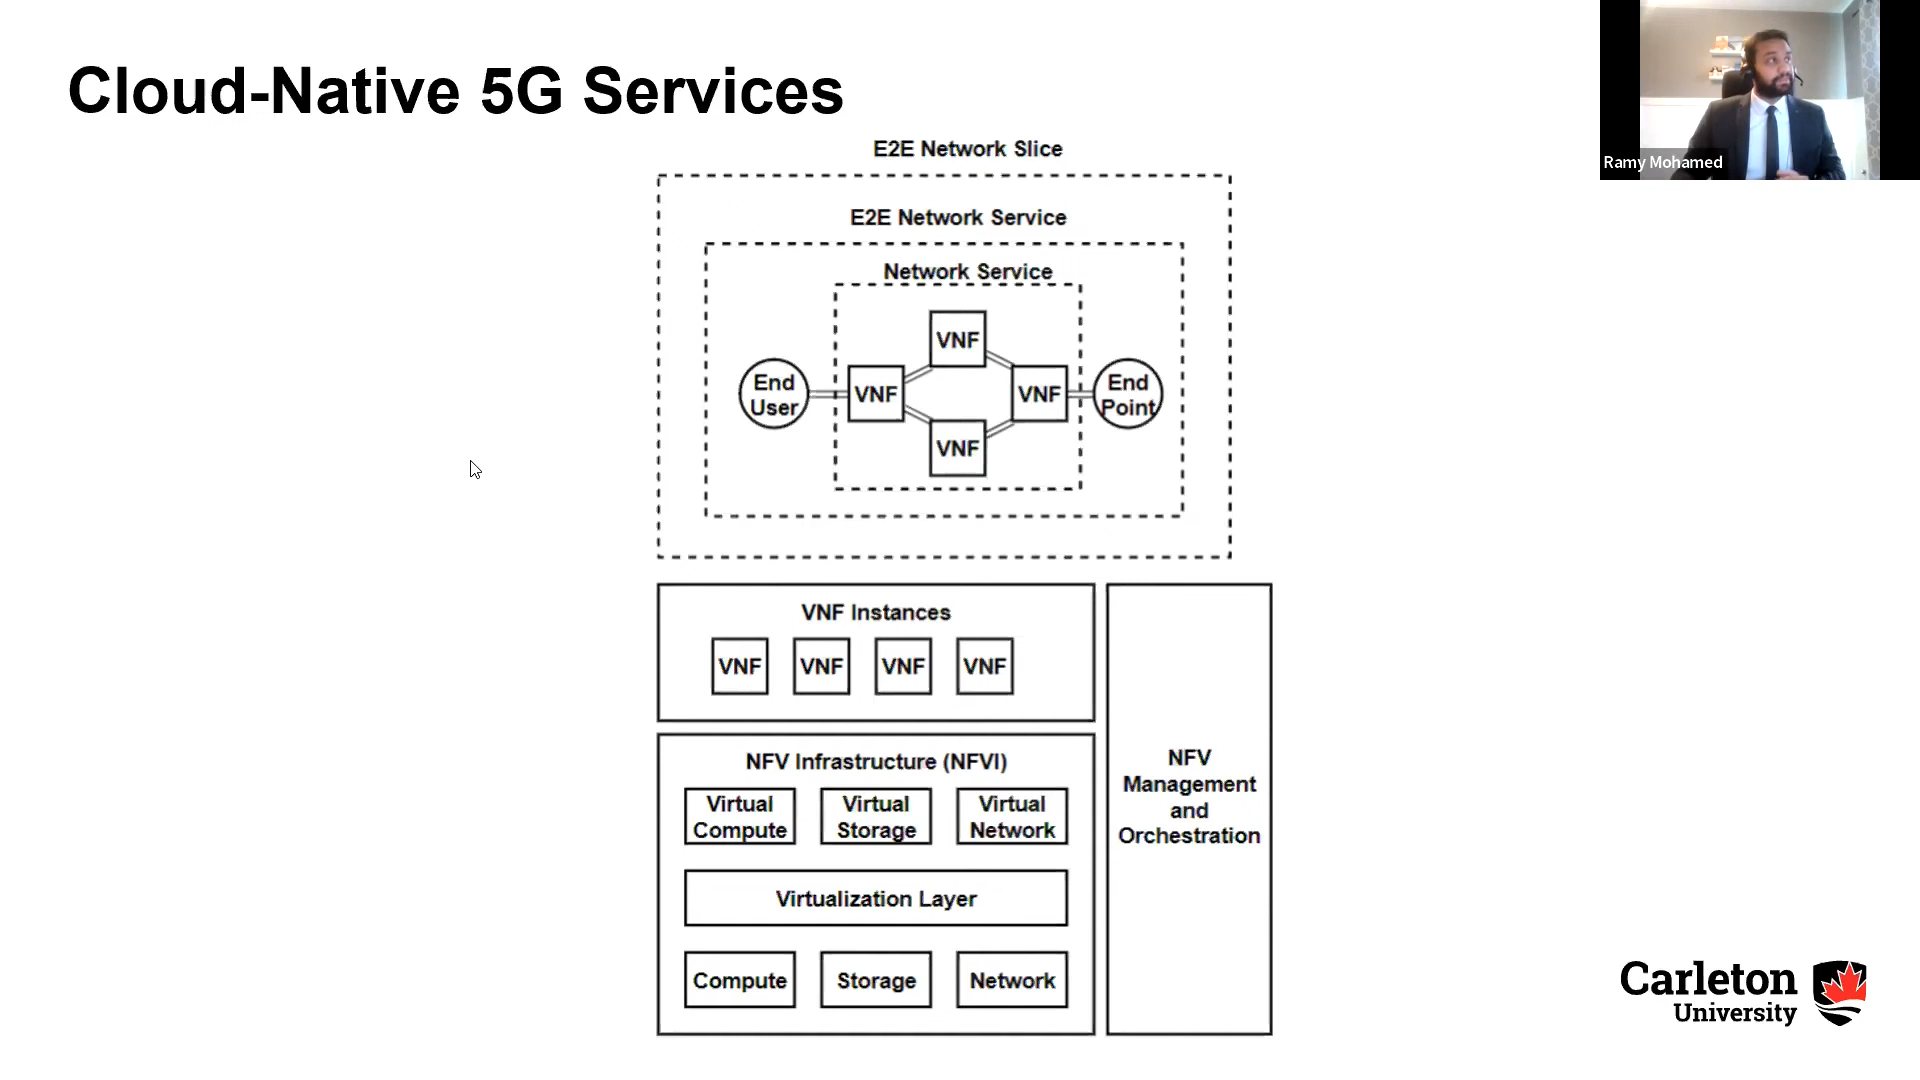 Cloud-Native 5G Services
Ramy Mohamed
E2E Network Slice
E2E Network Service
Network Service
VNF
End
User
VNF
VNF
End
Point
VNF
VNF Instances
VNF VNF VNF VNF
NFV Infrastructure (NFVI)
Virtual
Compute
Virtual
Storage
Virtual
Network
Virtualization Layer
Compute
Storage
Network
NFV
Management
and
Orchestration
Carleton
University